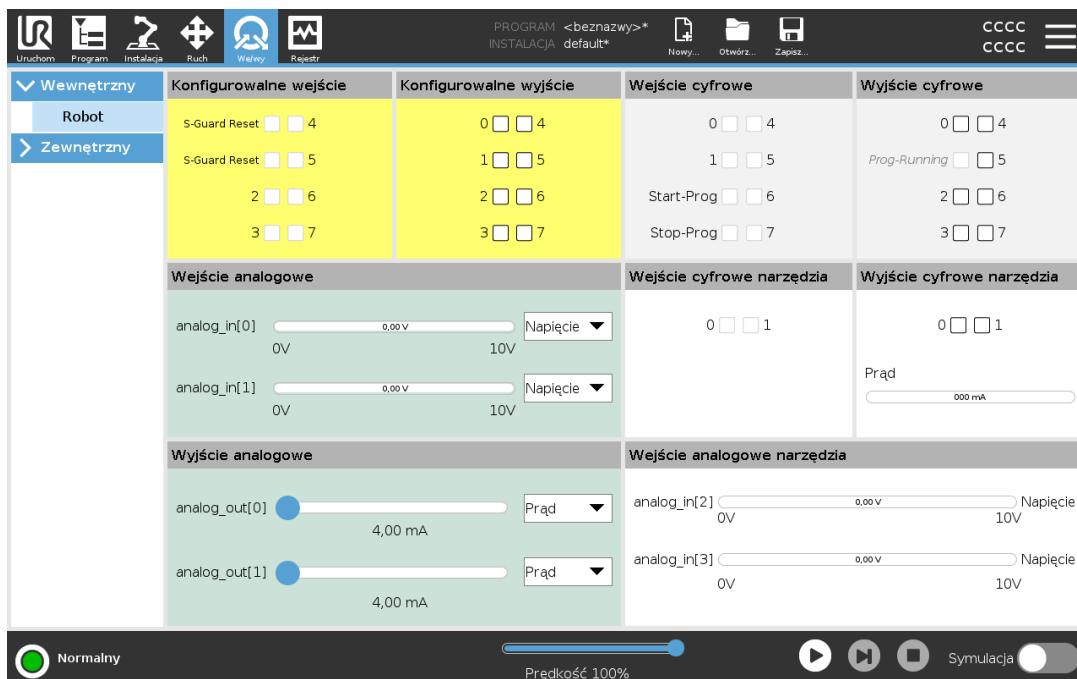 PROGRAM <beznazwy>*
INSTALACJA default*
CCCC
CCCC
UR
Uruchom Program Instalacja Ruch We/wy Rejestr Nowy... Otwórz... Zapisz...
Wewnętrzny
Robot
Zewnętrzny
Konfigurowalne wejście
S-Guard Reset 4
S-Guard Reset 5
2 6
3 7
Konfigurowalne wyjście
0 4
1 5
2 6
3 7
Wejście cyfrowe
0 4
1 5
Start-Prog 6
Stop-Prog 7
Wyjście cyfrowe
0 4
Prog-Running 5
2 6
3 7
Wejście analogowe
analog_in[0] 0,00 V Napięcie
0V 10V
analog_in[1] 0,00 V Napięcie
0V 10V
Wejście cyfrowe narzędzia
0 1
Wyjście cyfrowe narzędzia
0 1
Prąd
000 mA
Wyjście analogowe
analog_out[0] Prąd
4,00 mA
analog_out[1] Prąd
4,00 mA
Wejście analogowe narzędzia
analog_in[2] 0,00 V Napięcie
0V 10V
analog_in[3] 0,00 V Napięcie
0V 10V
Normalny
Prędkość 100%
Symulacja